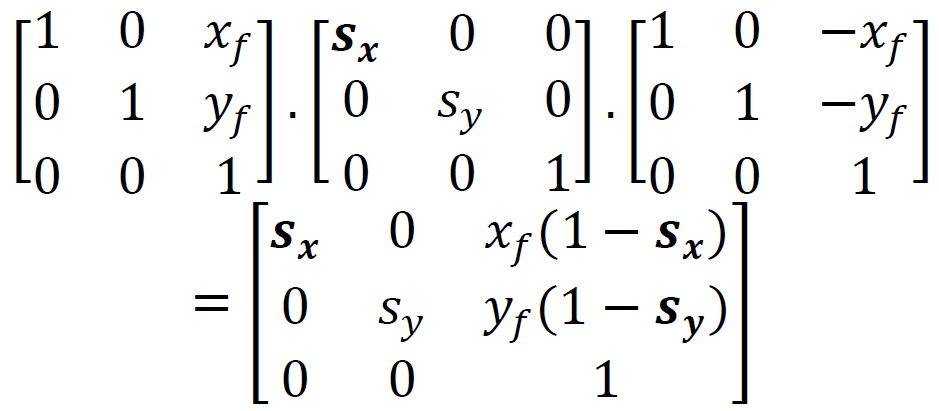 [1 0 x_f; 0 1 y_f; 0 0 1] . [s_x 0 0; 0 s_y 0; 0 0 1] . [1 0 −x_f; 0 1 −y_f; 0 0 1]
= [s_x 0 x_f(1 − s_x); 0 s_y y_f(1 − s_y); 0 0 1]